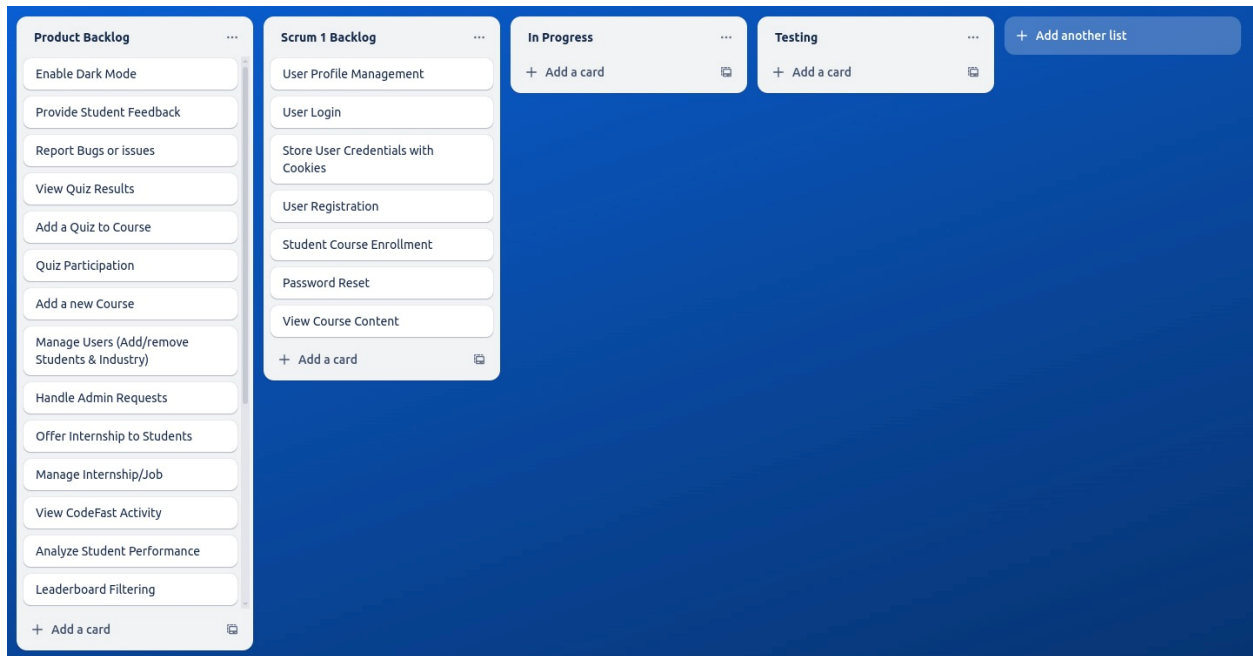 Product Backlog
Enable Dark Mode
Provide Student Feedback
Report Bugs or issues
View Quiz Results
Add a Quiz to Course
Quiz Participation
Add a new Course
Manage Users (Add/remove
Students & Industry)
Handle Admin Requests
Offer Internship to Students
Manage Internship/Job
View CodeFast Activity
Analyze Student Performance
Leaderboard Filtering
+ Add a card
Scrum 1 Backlog
User Profile Management
User Login
Store User Credentials with
Cookies
User Registration
Student Course Enrollment
Password Reset
View Course Content
+ Add a card
In Progress
+ Add a card
Testing
+ Add a card
+ Add another list